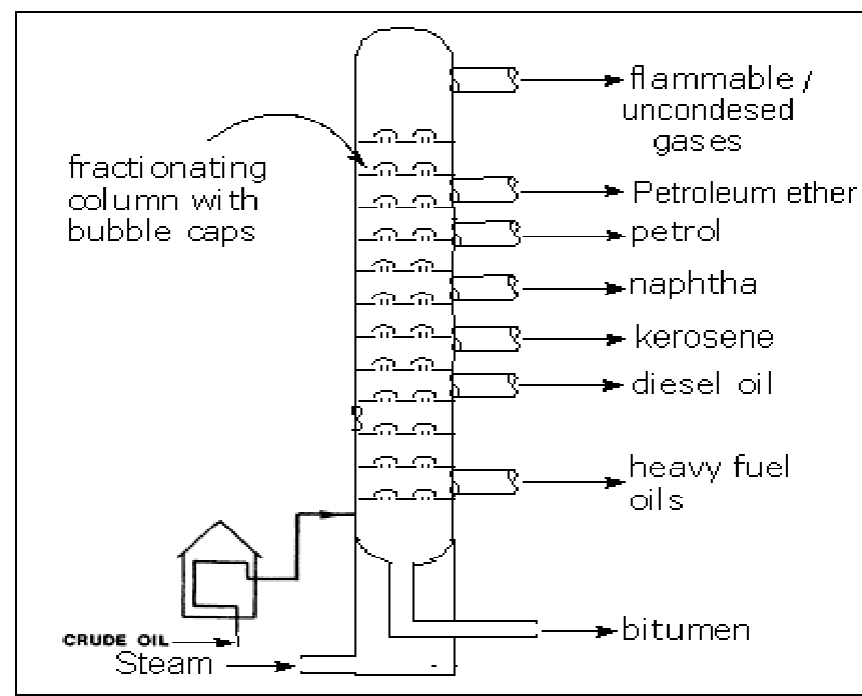 flammable /
uncondesed
gases
fractionating
column with
bubble caps
Petroleum ether
petrol
naphtha
kerosene
diesel oil
heavy fuel
oils
CRUDE OIL
Steam
bitumen